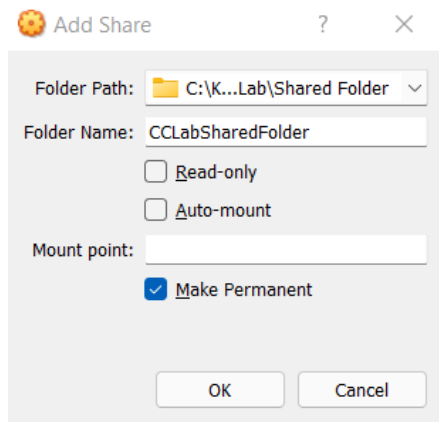 Add Share ?
Folder Path: C:\K...Lab\Shared Folder
Folder Name: CCLabSharedFolder
Read-only
Auto-mount
Mount point:
Make Permanent
OK Cancel